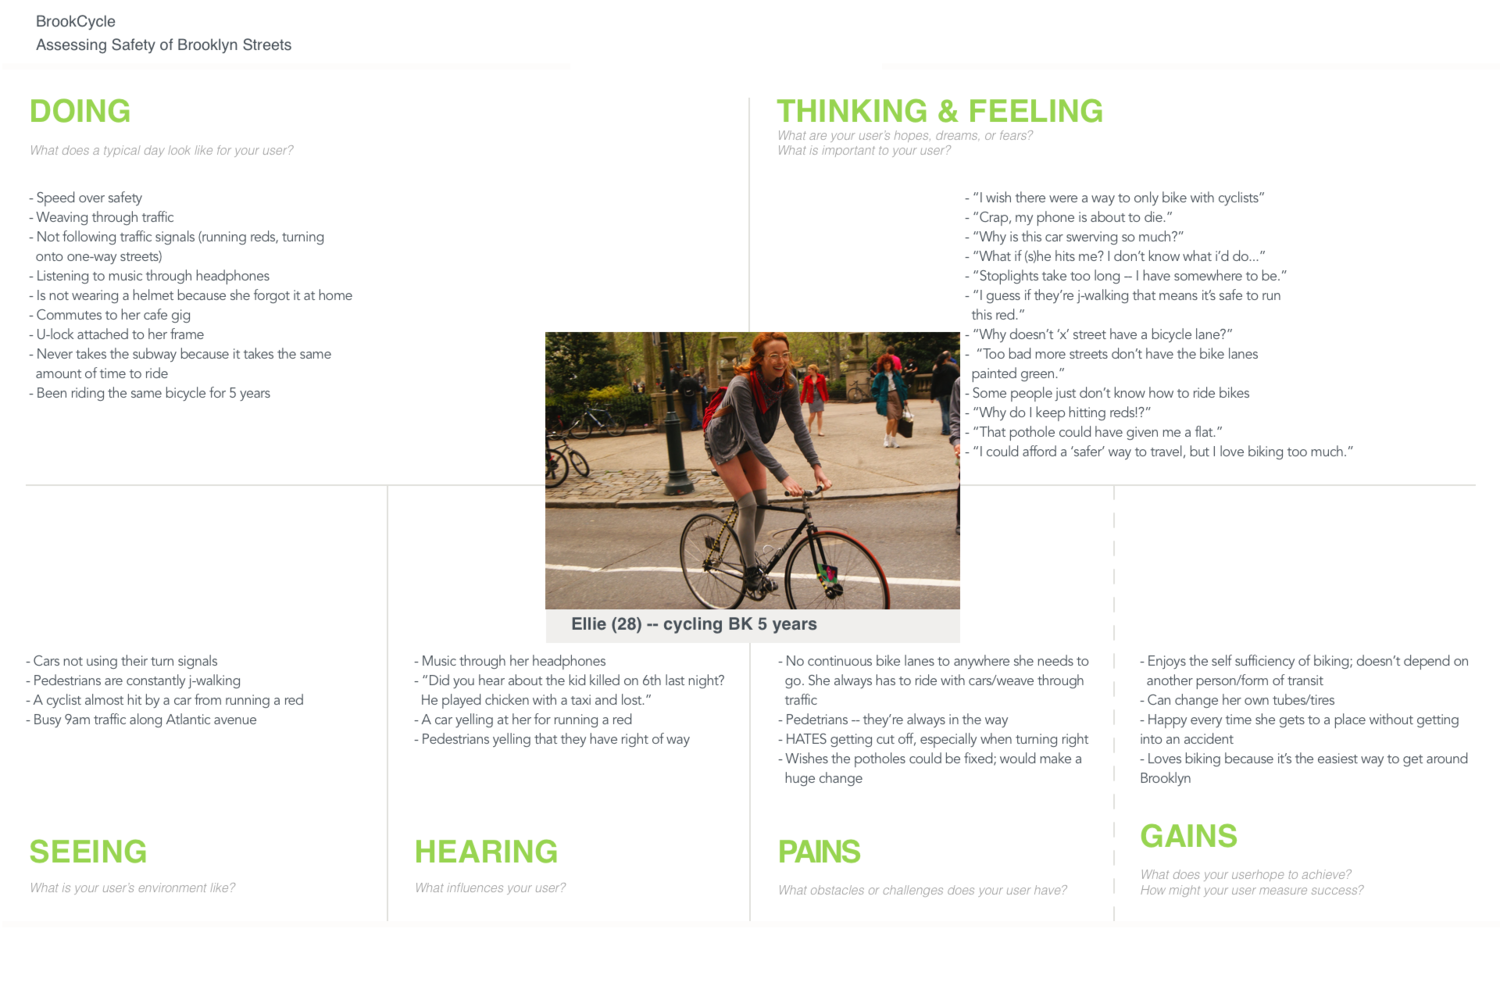 BrookCycle
Assessing Safety of Brooklyn Streets
DOING
What does a typical day look like for your user?
- Speed over safety
- Weaving through traffic
- Not following traffic signals (running reds, turning
onto one-way streets)
- Listening to music through headphones
- Is not wearing a helmet because she forgot it at home
- Commutes to her cafe gig
- U-lock attached to her frame
- Never takes the subway because it takes the same
amount of time to ride
- Been riding the same bicycle for 5 years
THINKING & FEELING
What are your user's hopes, dreams, or fears?
What is important to your user?
- “I wish there were a way to only bike with cyclists”
- “Crap, my phone is about to die.”
- “Why is this car swerving so much?”
- “What if (s)he hits me? I don’t know what i’d do...”
- “Stoplights take too long – I have somewhere to be.”
- “I guess if they’re j-walking that means it’s safe to run
this red.”
- “Why doesn’t ‘x’ street have a bicycle lane?”
- “Too bad more streets don’t have the bike lanes
painted green.”
- Some people just don’t know how to ride bikes
- “Why do I keep hitting reds!?”
- “That pothole could have given me a flat.”
- “I could afford a ‘safer’ way to travel, but I love biking too much.”
Ellie (28) -- cycling BK 5 years
- Cars not using their turn signals
- Pedestrians are constantly j-walking
- A cyclist almost hit by a car from running a red
- Busy 9am traffic along Atlantic avenue
SEEING
What is your user's environment like?
- Music through her headphones
- “Did you hear about the kid killed on 6th last night?
He played chicken with a taxi and lost.”
- A car yelling at her for running a red
- Pedestrians yelling that they have right of way
HEARING
What influences your user?
- No continuous bike lanes to anywhere she needs to
go. She always has to ride with cars/weave through
traffic
- Pedetrians -- they’re always in the way
- HATES getting cut off, especially when turning right
- Wishes the potholes could be fixed; would make a
huge change
PAINS
What obstacles or challenges does your user have?
- Enjoys the self sufficiency of biking; doesn’t depend on
another person/form of transit
- Can change her own tubes/tires
- Happy every time she gets to a place without getting
into an accident
- Loves biking because it’s the easiest way to get around
Brooklyn
GAINS
What does your userhope to achieve?
How might your user measure success?